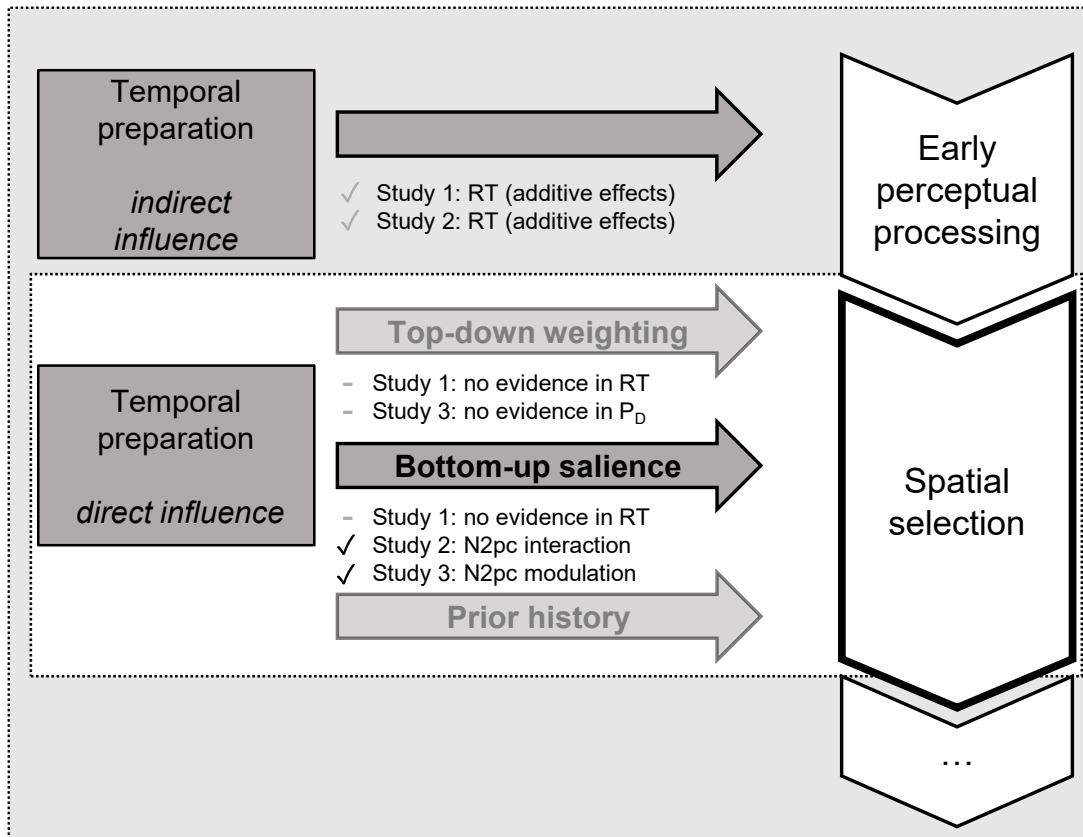 Temporal
preparation
indirect
influence
✓ Study 1: RT (additive effects)
✓ Study 2: RT (additive effects)
Early
perceptual
processing
Top-down weighting
- Study 1: no evidence in RT
- Study 3: no evidence in P_D
Temporal
preparation
direct influence
Bottom-up salience
- Study 1: no evidence in RT
✓ Study 2: N2pc interaction
✓ Study 3: N2pc modulation
Prior history
Spatial
selection
...